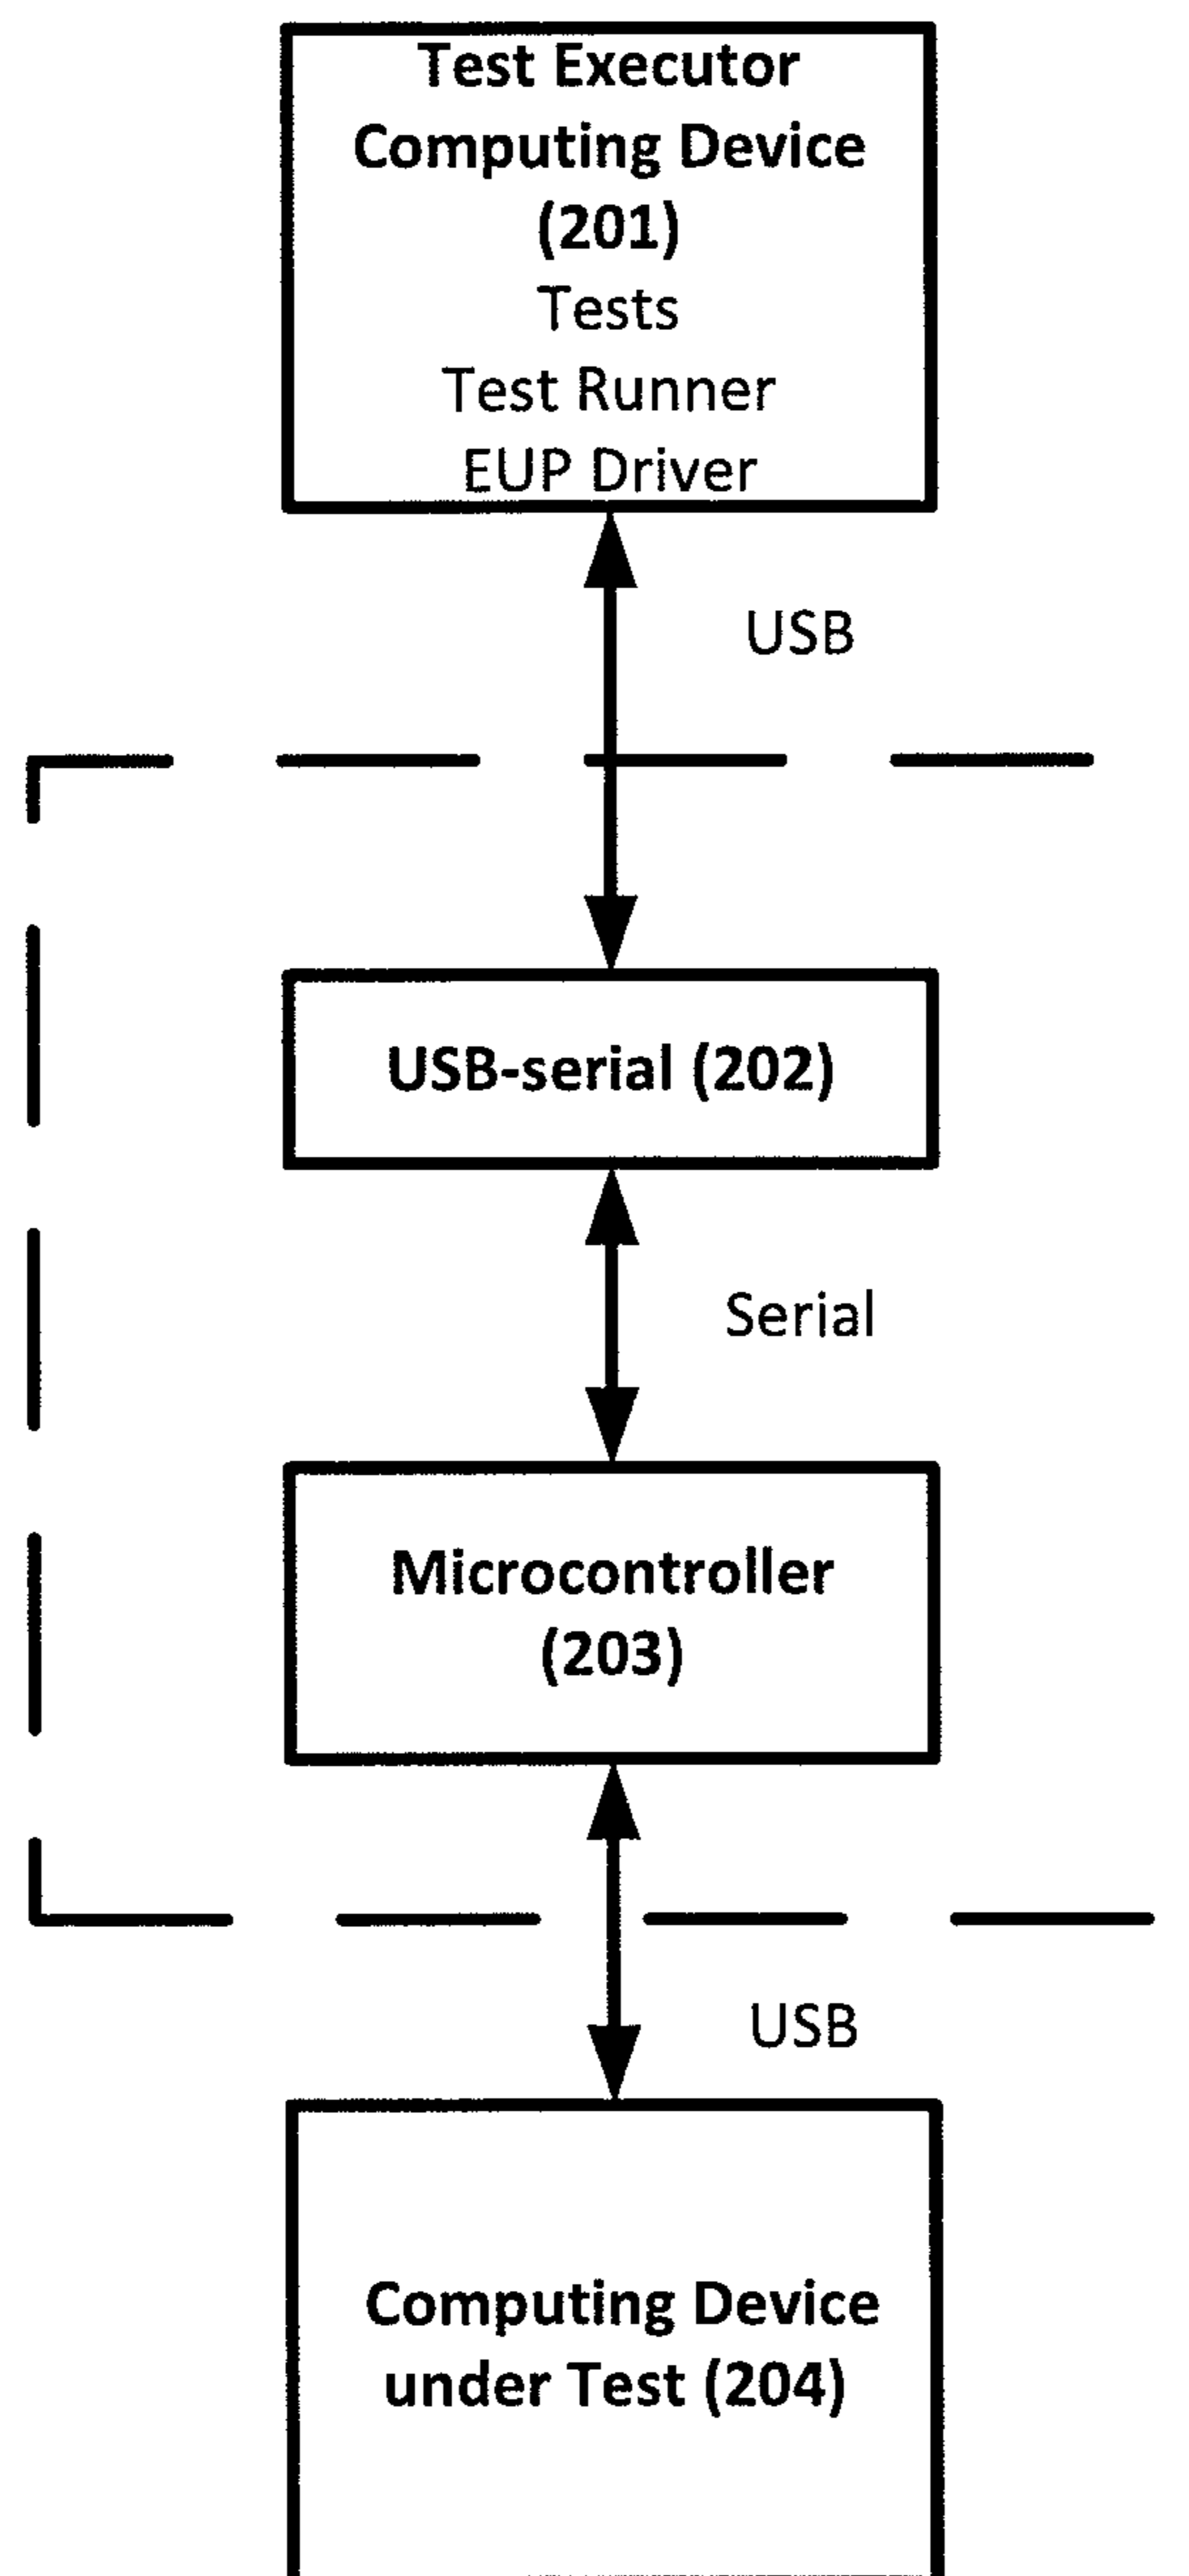 Test Executor
Computing Device
(201)
Tests
Test Runner
EUP Driver
USB
USB-serial (202)
Serial
Microcontroller
(203)
USB
Computing Device
under Test (204)